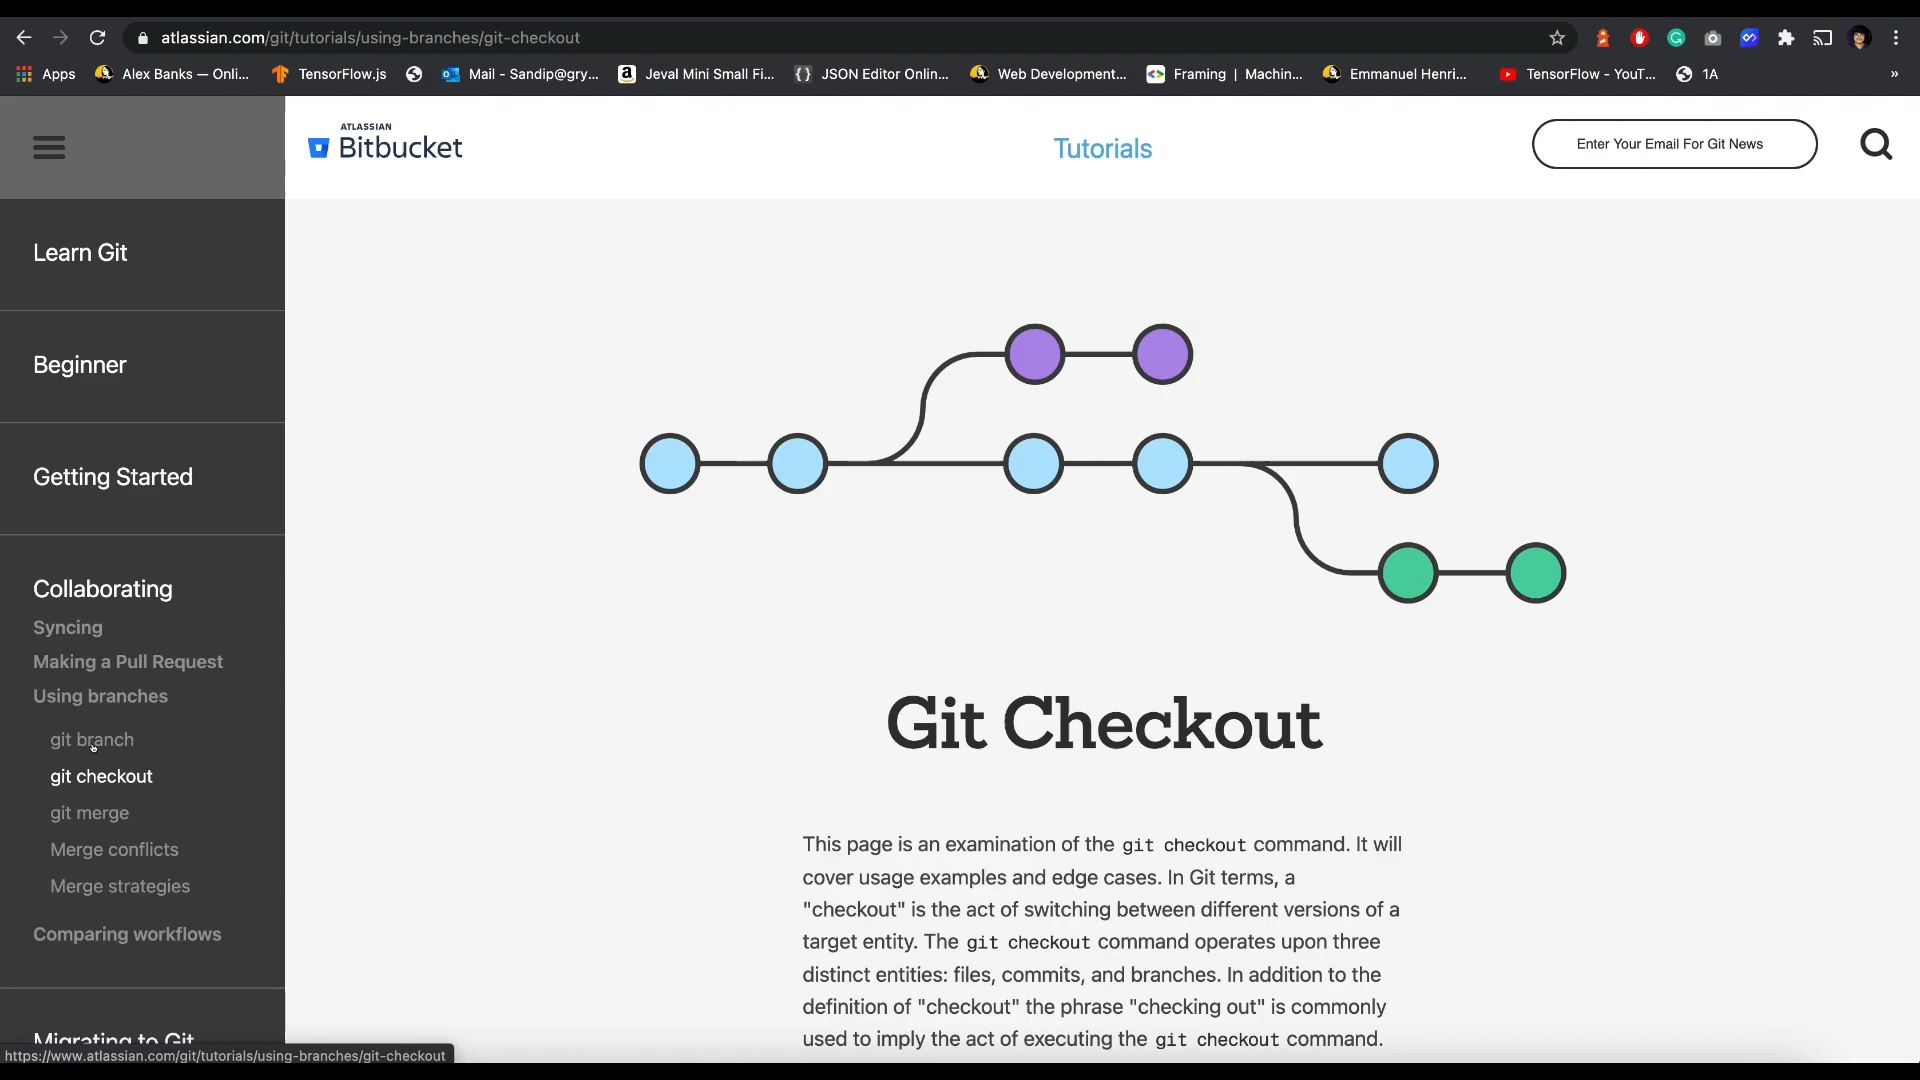 atlassian.com/git/tutorials/using-branches/git-checkout
Apps
Alex Banks — Onli...
TensorFlow.js
Mail - Sandip@gry...
Jeval Mini Small Fi...
JSON Editor Onlin...
Web Development...
Framing | Machin...
Emmanuel Henri...
TensorFlow - YouT...
1A
»
ATLASSIAN
Bitbucket
Tutorials
Enter Your Email For Git News
Learn Git
Beginner
Getting Started
Collaborating
Syncing
Making a Pull Request
Using branches
git branch
git checkout
git merge
Merge conflicts
Merge strategies
Comparing workflows
Migrating to Git
https://www.atlassian.com/git/tutorials/using-branches/git-checkout
Git Checkout
This page is an examination of the git checkout command. It will
cover usage examples and edge cases. In Git terms, a
"checkout" is the act of switching between different versions of a
target entity. The git checkout command operates upon three
distinct entities: files, commits, and branches. In addition to the
definition of "checkout" the phrase "checking out" is commonly
used to imply the act of executing the git checkout command.